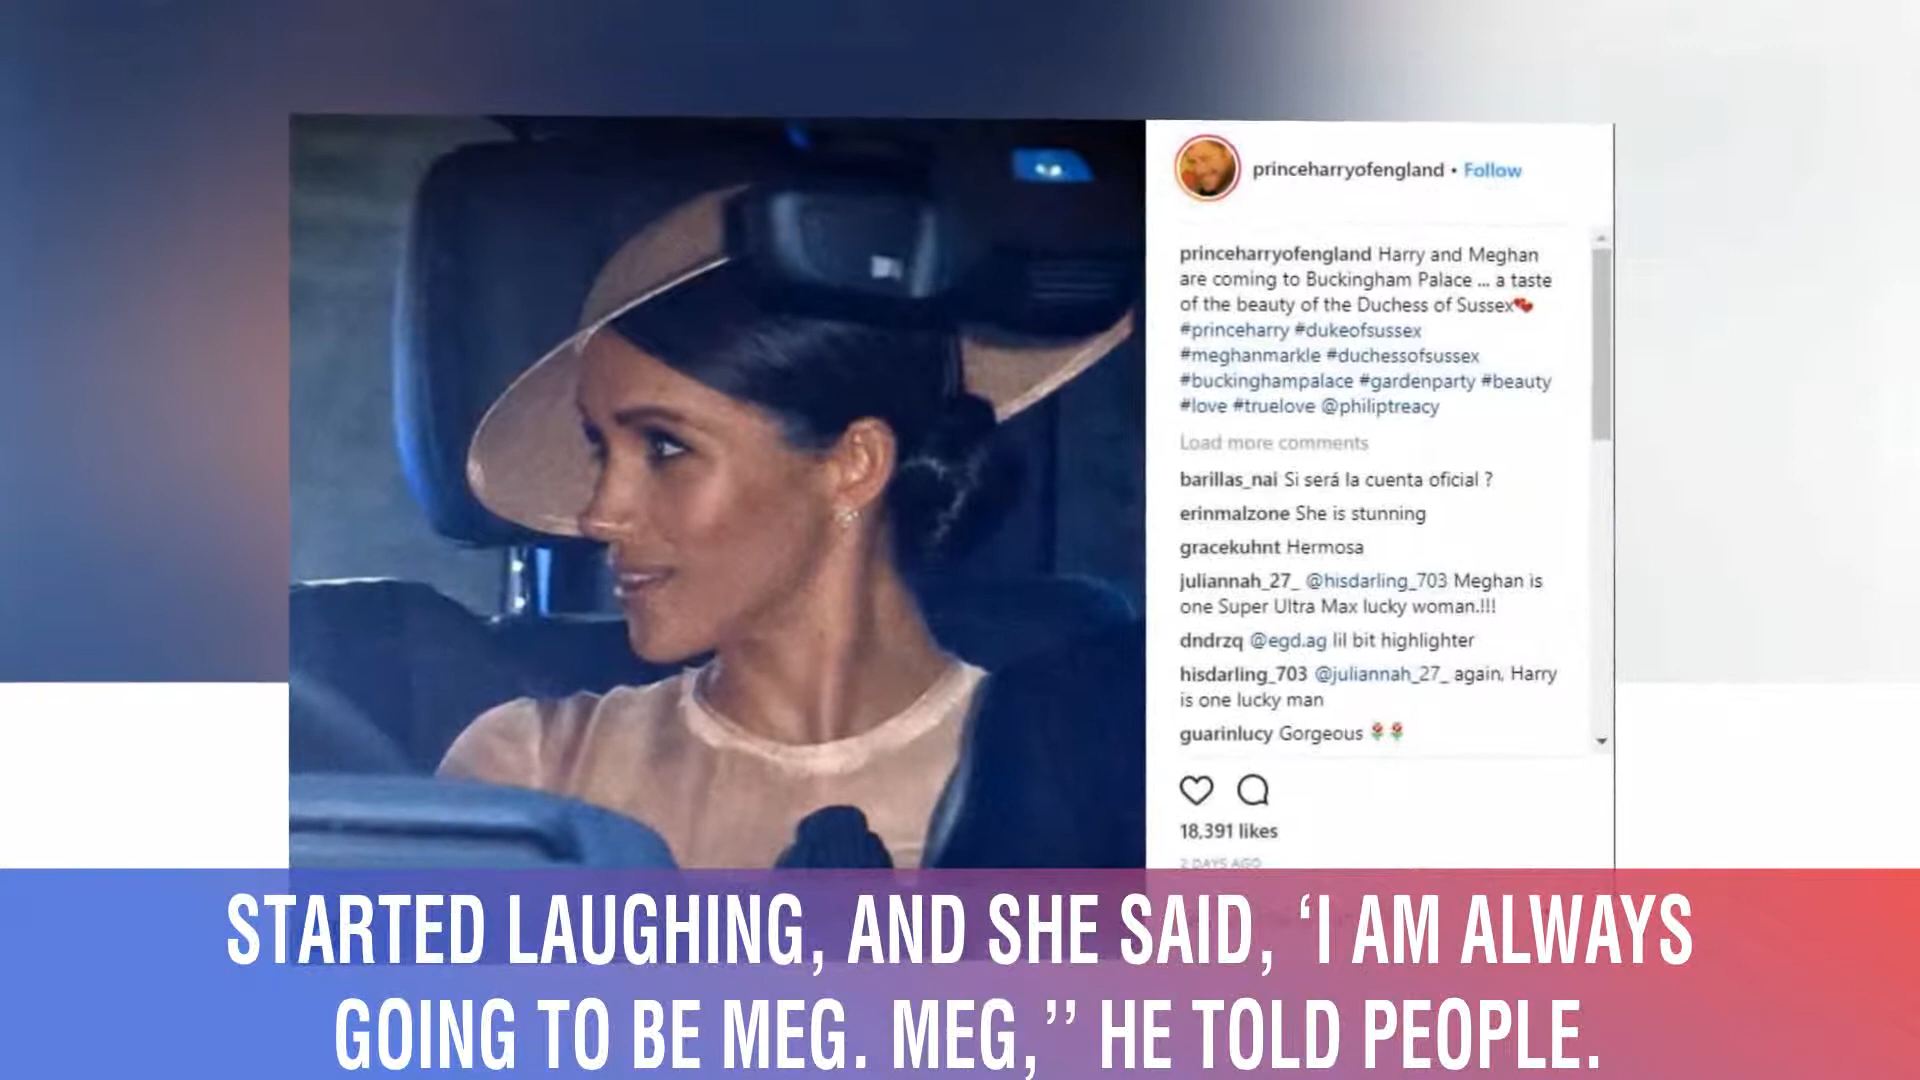 princeharryofengland • Follow
princeharryofengland Harry and Meghan
are coming to Buckingham Palace ... a taste
of the beauty of the Duchess of Sussex💕
#princeharry #dukeofsussex
#meghanmarkle #duchessofsussex
#buckinghampalace #gardenparty #beauty
#love #truelove @philiptreacy
Load more comments
barillas_nai Si será la cuenta oficial ?
erinmalzone She is stunning
gracekuhnt Hermosa
juliannah_27_ @hisdarling_703 Meghan is
one Super Ultra Max lucky woman.!!!
dndrzq @egd.ag lil bit highlighter
hisdarling_703 @juliannah_27_ again, Harry
is one lucky man
guarinlucy Gorgeous 🌹🌹
18,391 likes
2 DAYS AGO
STARTED LAUGHING, AND SHE SAID, ‘I AM ALWAYS
GOING TO BE MEG. MEG,’’ HE TOLD PEOPLE.